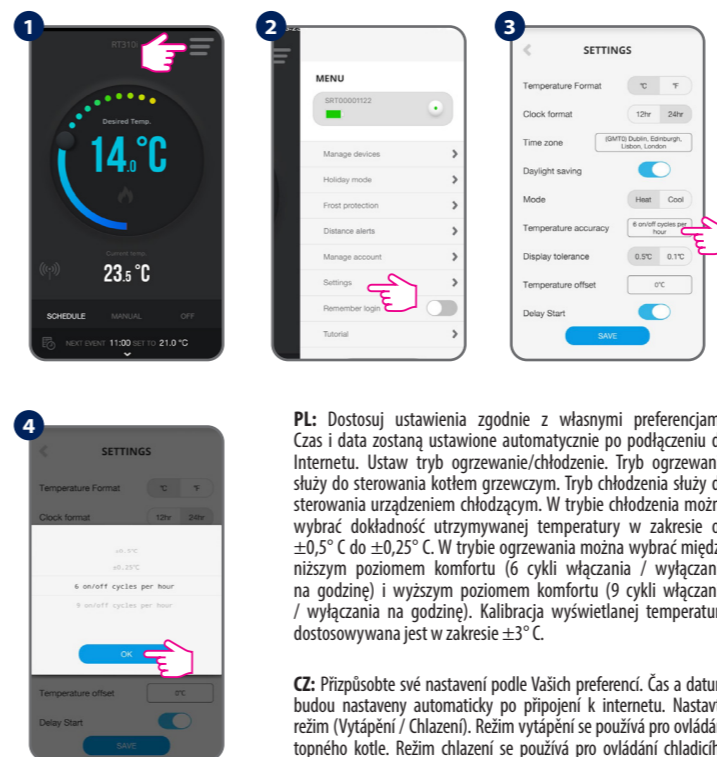 1
RT310i
Desired Temp.
14.0°C
Current temp.
23.5 °C
SCHEDULE MANUAL OFF
NEXT EVENT 11:00 SET TO 21.0 °C
2
MENU
SRT00001122
Manage devices
Holiday mode
Frost protection
Distance alerts
Manage account
Settings
Remember login
Tutorial
3
SETTINGS
Temperature Format °C °F
Clock format 12hr 24hr
Time zone (GMT0) Dublin, Edinburgh,
Lisbon, London
Daylight saving
Mode Heat Cool
Temperature accuracy 6 on/off cycles per
hour
Display tolerance 0.5°C 0.1°C
Temperature offset 0°C
Delay Start
SAVE
4
SETTINGS
Temperature Format °C °F
Clock format 12hr 24hr
±0.5°C
±0.25°C
6 on/off cycles per hour
9 on/off cycles per hour
OK
Temperature offset 0°C
Delay Start
SAVE
PL: Dostosuj ustawienia zgodnie z własnymi preferencjam
Czas i data zostaną ustawione automatycznie po podłączeniu d
Internetu. Ustaw tryb ogrzewanie/chłodzenie. Tryb ogrzewan
służy do sterowania kotłem grzewczym. Tryb chłodzenia służy d
sterowania urządzeniem chłodzącym. W trybie chłodzenia możn
wybrać dokładność utrzymywanej temperatury w zakresie o
±0,5° C do ±0,25° C. W trybie ogrzewania można wybrać międz
niższym poziomem komfortu (6 cykli włączania / wyłączan
na godzinę) i wyższym poziomem komfortu (9 cykli włączan
/ wyłączania na godzinę). Kalibracja wyświetlanej temperatur
dostosowywana jest w zakresie ±3° C.
CZ: Přizpůsobte své nastavení podle Vašich preferencí. Čas a datu
budou nastaveny automaticky po připojení k internetu. Nastav
režim (Vytápění / Chlazení). Režim vytápění se používá pro ovládá
topného kotle. Režim chlazení se používá pro ovládání chladicíh